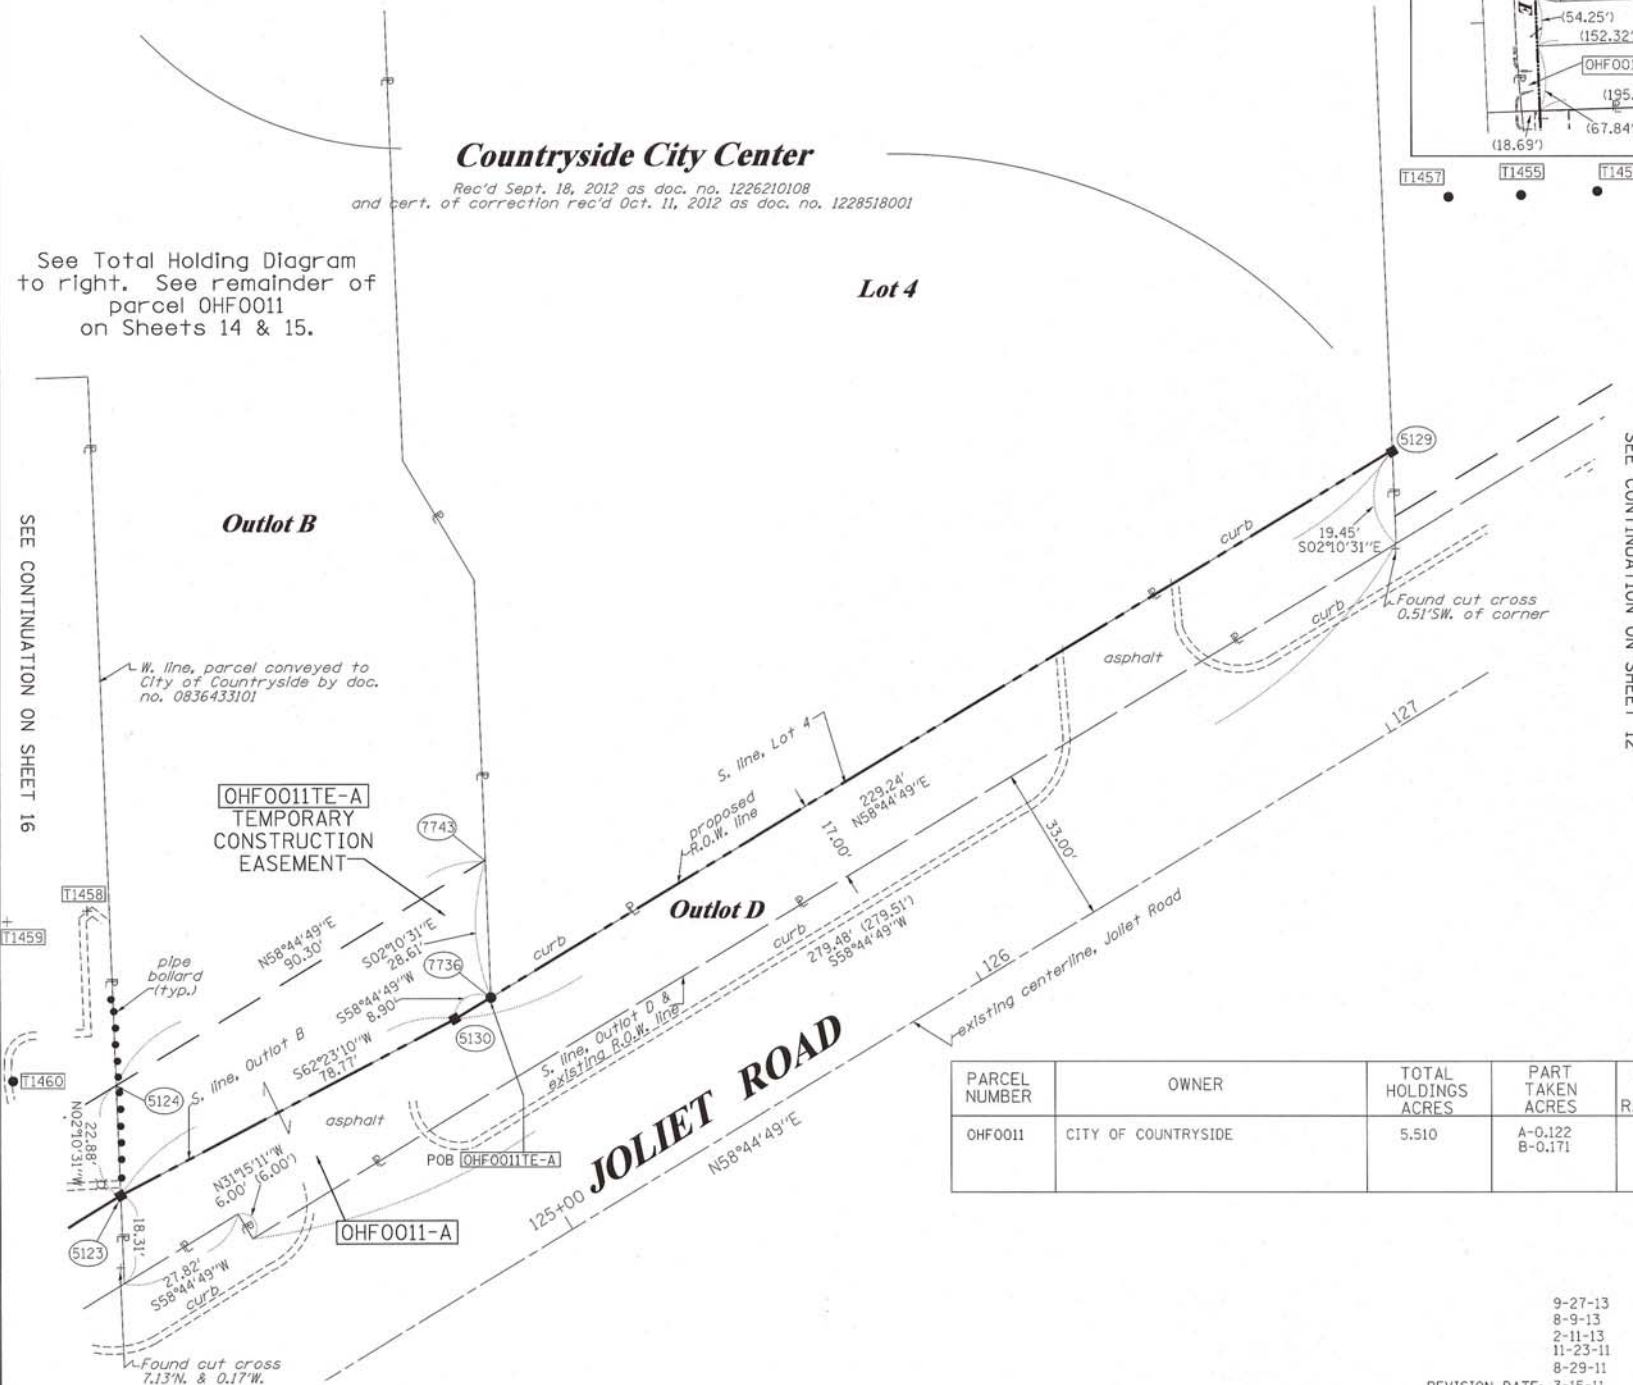 E
(54.25')
(152.32'
OHF001
(195.
(67.84'
(18.69')
T1457
T1455
T145
Countryside City Center
Rec'd Sept. 18, 2012 as doc. no. 1226210108
and cert. of correction rec'd Oct. 11, 2012 as doc. no. 1228518001
See Total Holding Diagram
to right. See remainder of
parcel OHF0011
on Sheets 14 & 15.
Lot 4
Outlot B
SEE CONTINUATION ON SHEET 16
SEE CONTINUATION ON SHEET 12
5129
curb
19.45'
S02°10'31"E
Found cut cross
0.51'SW. of corner
curb
asphalt
W. line, parcel conveyed to
City of Countryside by doc.
no. 0836433101
127
S. line, Lot 4
229.24'
N58°44'49"E
proposed
R.O.W. line
17.00'
33.00'
OHF0011TE-A
TEMPORARY
CONSTRUCTION
EASEMENT
7743
T1458
T1459
Outlot D
279.48' (279.51')
S58°44'49"W
curb
curb
N58°44'49"E
90.30'
S02°10'31"E
28.61'
7736
S58°44'49"W
8.90'
pipe
bollard
(typ.)
126
existing centerline, Joliet Road
5130
S. line, Outlot D &
existing R.O.W. line
S62°23'10"W
78.77'
S. line, Outlot B
T1460
5124
22.88'
N02°10'31"W
asphalt
POB OHF0011TE-A
JOLIET ROAD
N58°44'49"E
125+00
N31°15'11"W
6.00' (6.00')
OHF0011-A
5123
18.31'
27.82'
S58°44'49"W
curb
Found cut cross
7.13'N. & 0.17'W.
PARCEL NUMBER
OWNER
TOTAL HOLDINGS ACRES
PART TAKEN ACRES
R.
OHF0011
CITY OF COUNTRYSIDE
5.510
A-0.122
B-0.171
9-27-13
8-9-13
2-11-13
11-23-11
8-29-11
REVISION DATE: 3-15-11